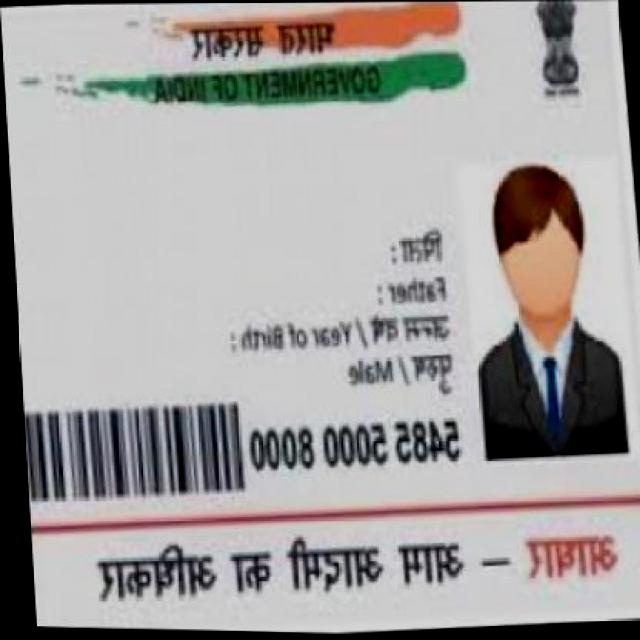 भारत सरकार
GOVERNMENT OF INDIA
पिता :
Father :
जन्म वर्ष / Year of Birth :
पुरुष / Male
5485 5000 8000
आधार – आम आदमी का अधिकार